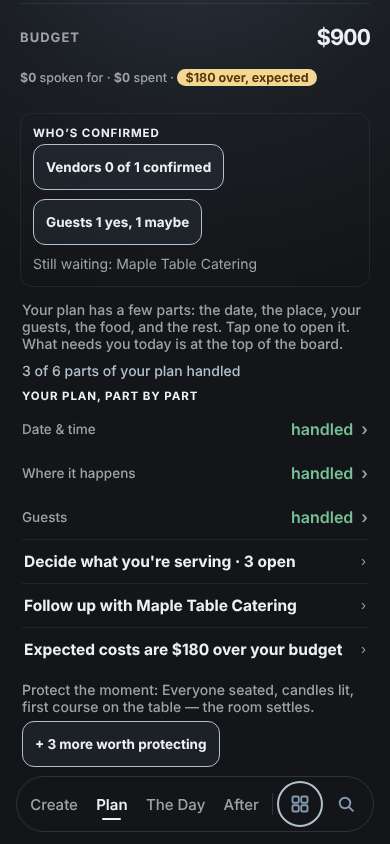 BUDGET $900
$0 spoken for · $0 spent · $180 over, expected
WHO'S CONFIRMED
Vendors 0 of 1 confirmed
Guests 1 yes, 1 maybe
Still waiting: Maple Table Catering
Your plan has a few parts: the date, the place, your
guests, the food, and the rest. Tap one to open it.
What needs you today is at the top of the board.
3 of 6 parts of your plan handled
YOUR PLAN, PART BY PART
Date & time handled ›
Where it happens handled ›
Guests handled ›
Decide what you're serving · 3 open ›
Follow up with Maple Table Catering ›
Expected costs are $180 over your budget ›
Protect the moment: Everyone seated, candles lit,
first course on the table — the room settles.
+ 3 more worth protecting
Create Plan The Day After